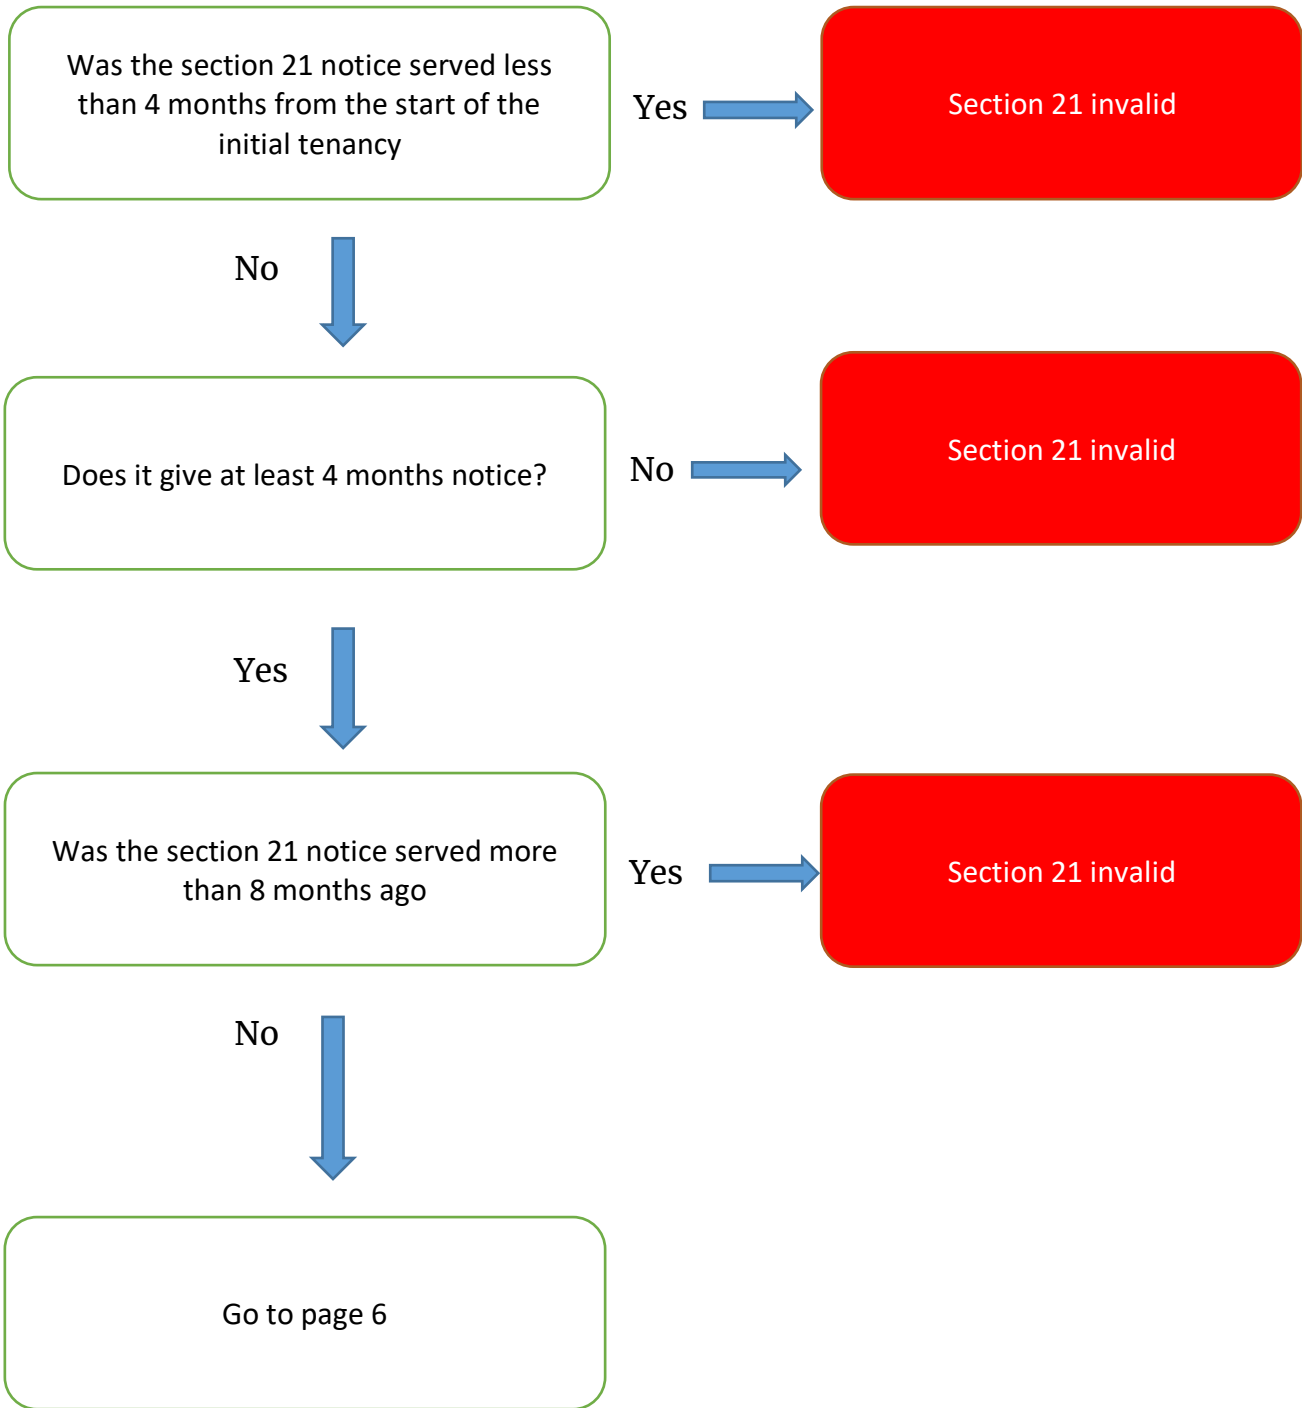 Was the section 21 notice served less
than 4 months from the start of the
initial tenancy
Yes
Section 21 invalid
No
Does it give at least 4 months notice?
No
Section 21 invalid
Yes
Was the section 21 notice served more
than 8 months ago
Yes
Section 21 invalid
No
Go to page 6